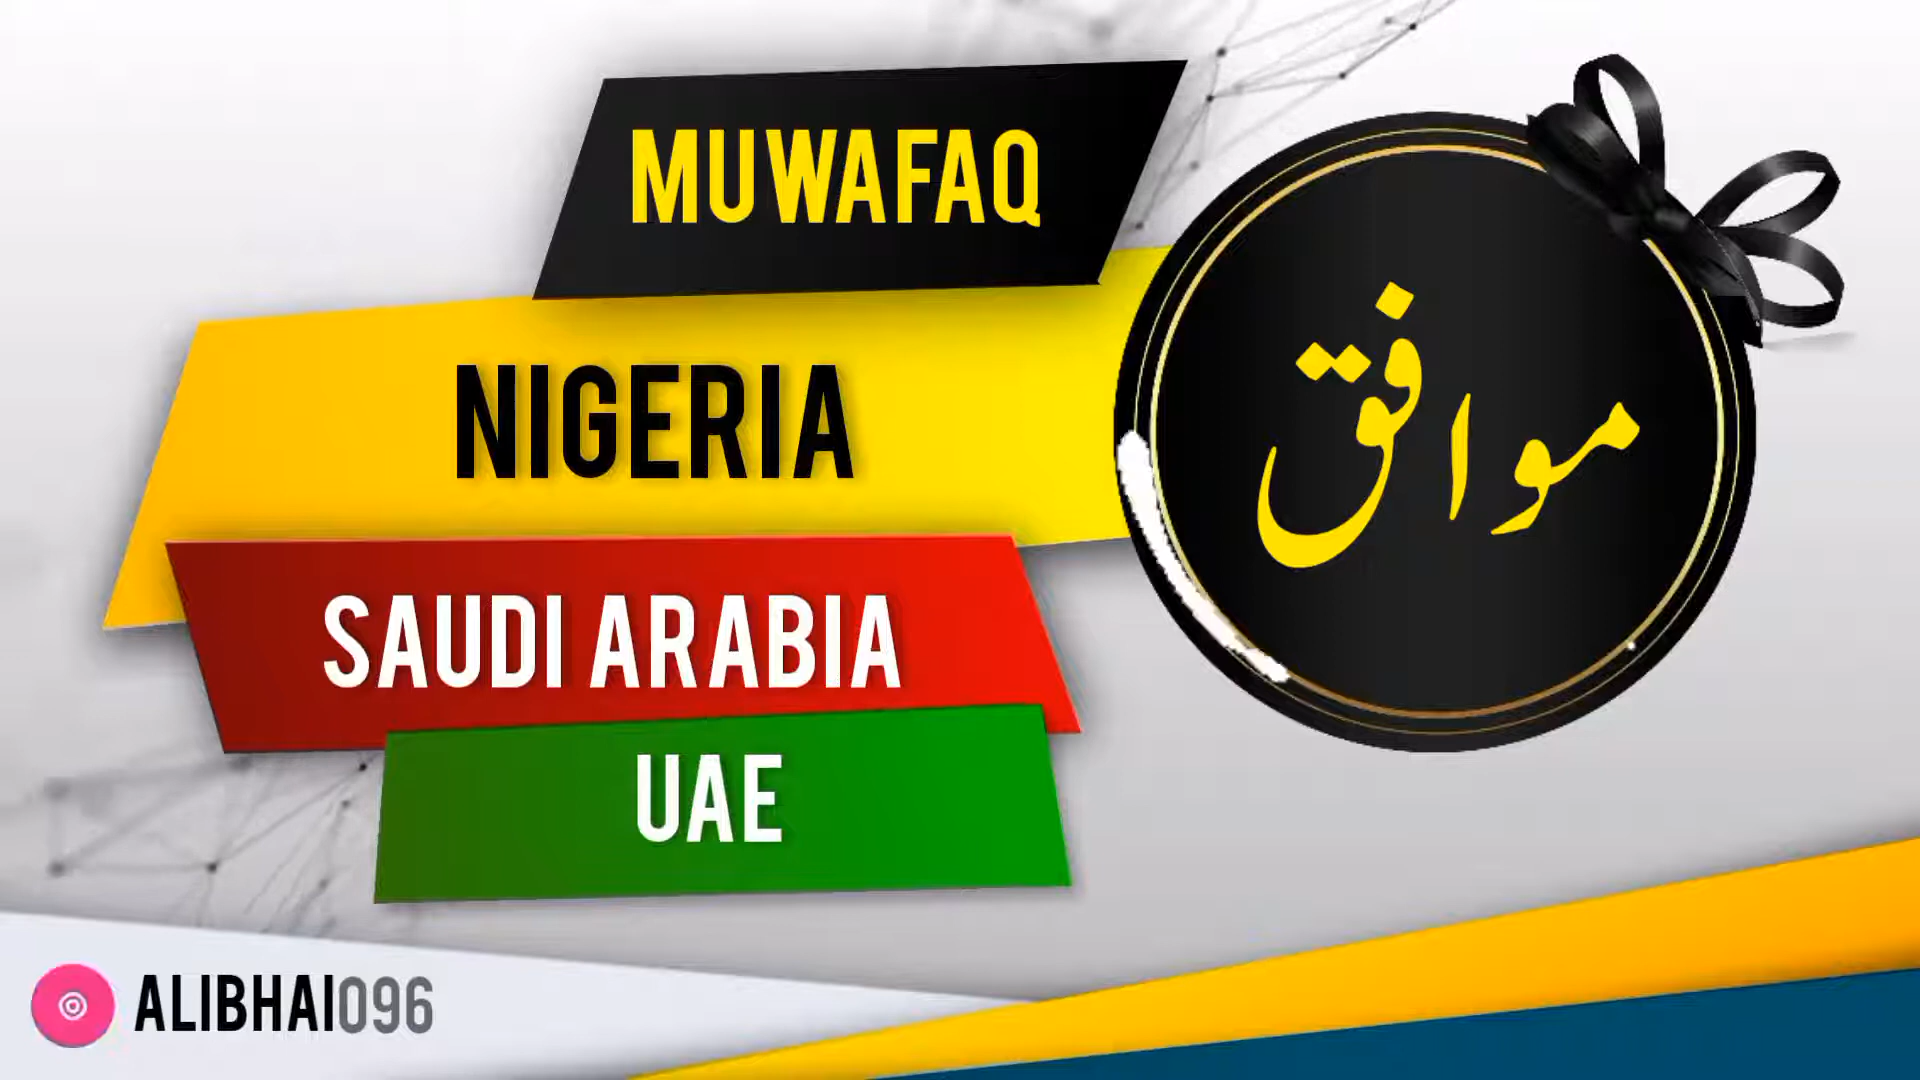 MUWAFAQ
NIGERIA
SAUDI ARABIA
UAE
موافق
ALIBHAI096